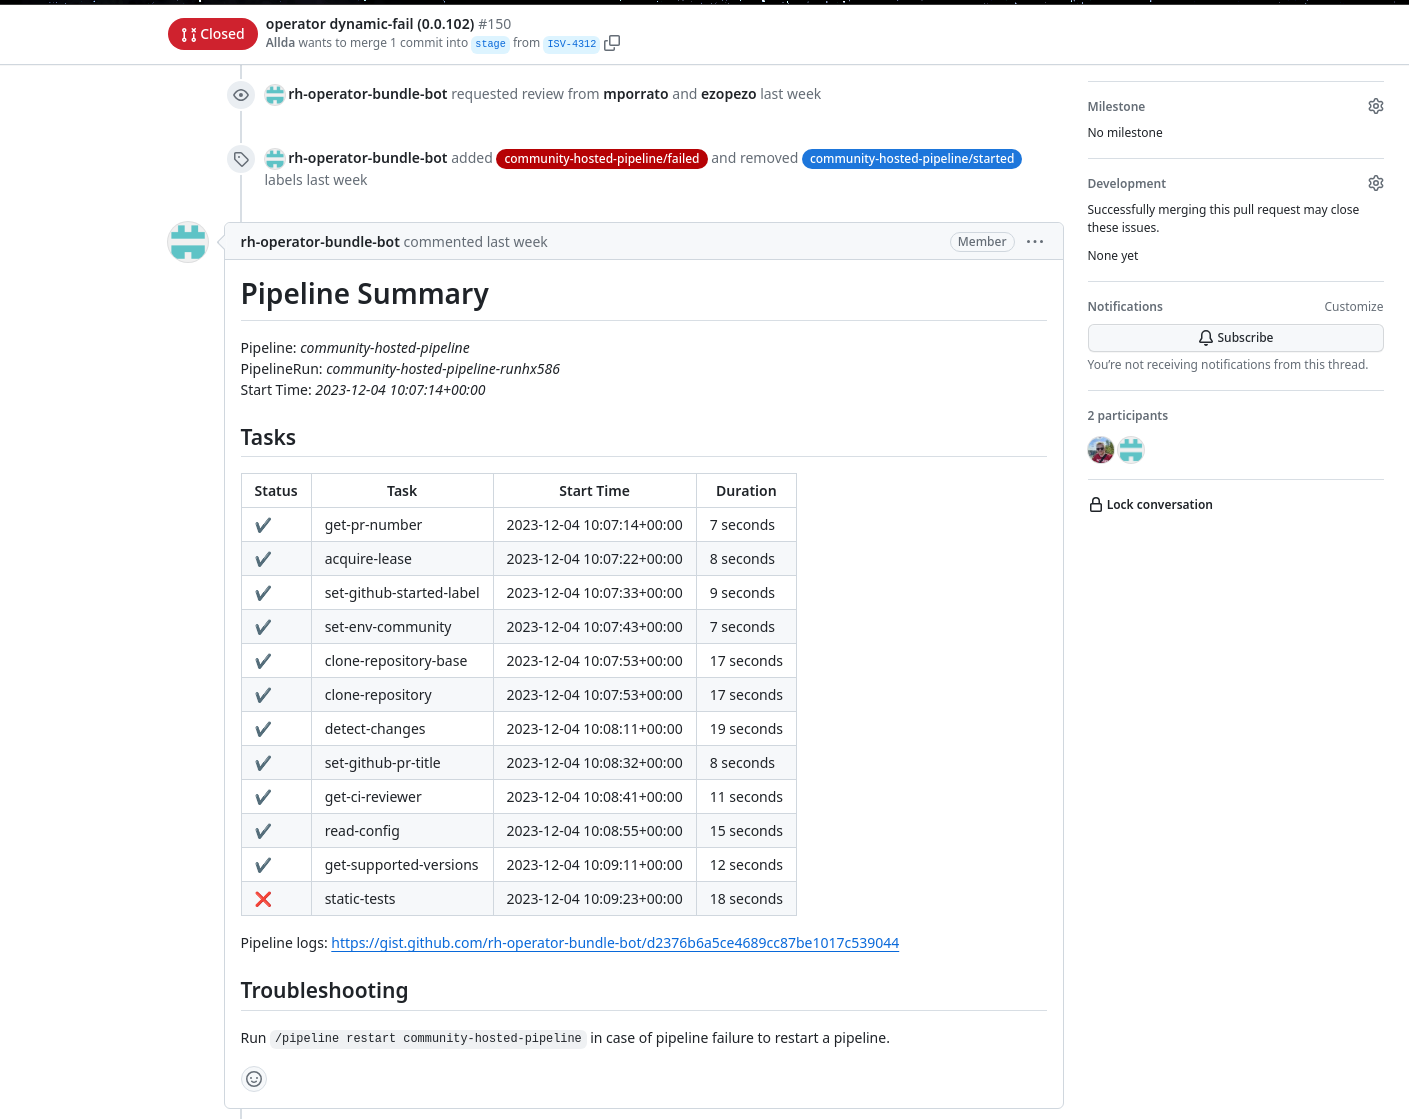 Closed
operator dynamic-fail (0.0.102) #150
Allda wants to merge 1 commit into stage from ISV-4312
rh-operator-bundle-bot requested review from mporrato and ezopezo last week
rh-operator-bundle-bot added community-hosted-pipeline/failed and removed community-hosted-pipeline/started
labels last week
rh-operator-bundle-bot commented last week
Member
Pipeline Summary
Pipeline: community-hosted-pipeline
PipelineRun: community-hosted-pipeline-runhx586
Start Time: 2023-12-04 10:07:14+00:00
Tasks
Status Task Start Time Duration
✔ get-pr-number 2023-12-04 10:07:14+00:00 7 seconds
✔ acquire-lease 2023-12-04 10:07:22+00:00 8 seconds
✔ set-github-started-label 2023-12-04 10:07:33+00:00 9 seconds
✔ set-env-community 2023-12-04 10:07:43+00:00 7 seconds
✔ clone-repository-base 2023-12-04 10:07:53+00:00 17 seconds
✔ clone-repository 2023-12-04 10:07:53+00:00 17 seconds
✔ detect-changes 2023-12-04 10:08:11+00:00 19 seconds
✔ set-github-pr-title 2023-12-04 10:08:32+00:00 8 seconds
✔ get-ci-reviewer 2023-12-04 10:08:41+00:00 11 seconds
✔ read-config 2023-12-04 10:08:55+00:00 15 seconds
✔ get-supported-versions 2023-12-04 10:09:11+00:00 12 seconds
❌ static-tests 2023-12-04 10:09:23+00:00 18 seconds
Pipeline logs: https://gist.github.com/rh-operator-bundle-bot/d2376b6a5ce4689cc87be1017c539044
Troubleshooting
Run /pipeline restart community-hosted-pipeline in case of pipeline failure to restart a pipeline.
Milestone
No milestone
Development
Successfully merging this pull request may close
these issues.
None yet
Notifications Customize
Subscribe
You're not receiving notifications from this thread.
2 participants
Lock conversation